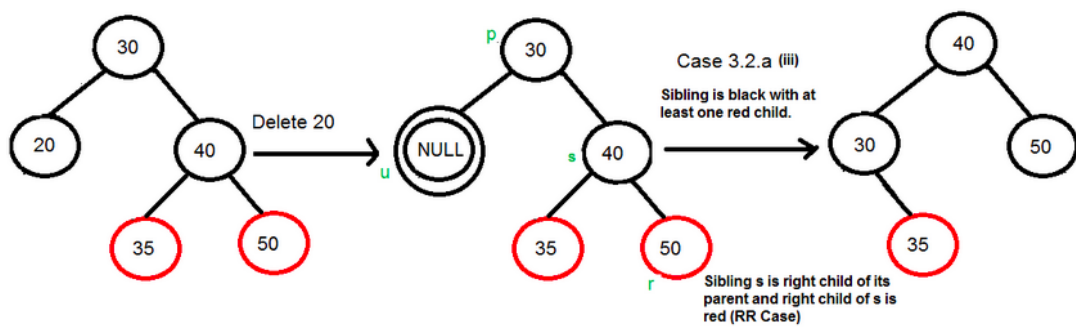 30
20
40
35
50
Delete 20
p
30
NULL
u
s
40
35
50
r
Case 3.2.a (iii)
Sibling is black with at
least one red child.
Sibling s is right child of its
parent and right child of s is
red (RR Case)
40
30
50
35